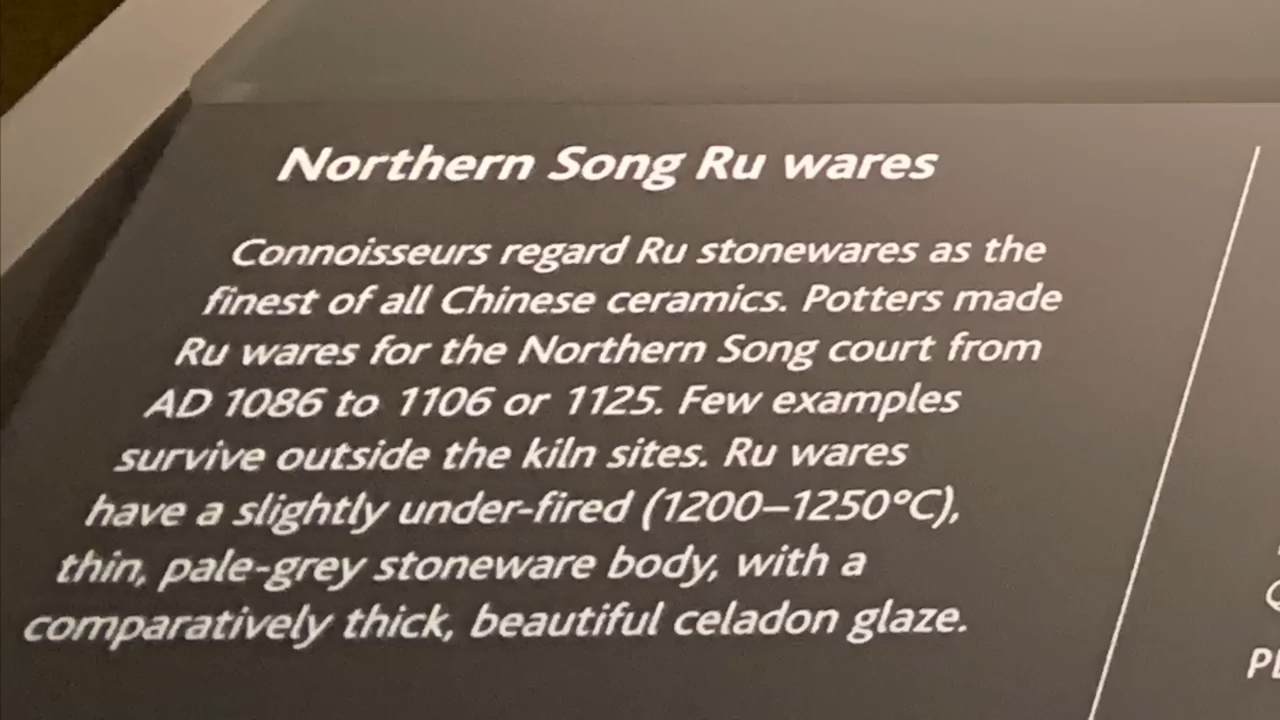 Northern Song Ru wares
Connoisseurs regard Ru stonewares as the
finest of all Chinese ceramics. Potters made
Ru wares for the Northern Song court from
AD 1086 to 1106 or 1125. Few examples
survive outside the kiln sites. Ru wares
have a slightly under-fired (1200–1250°C),
thin, pale-grey stoneware body, with a
comparatively thick, beautiful celadon glaze.